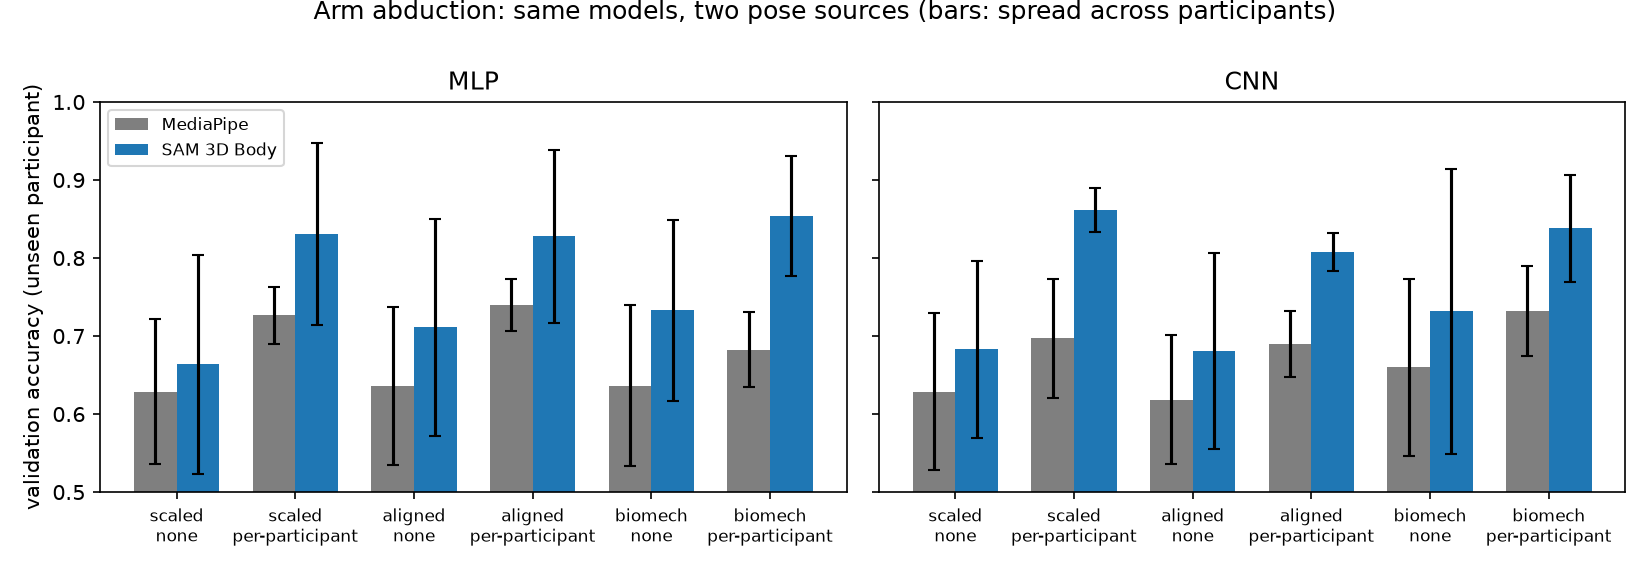 Arm abduction: same models, two pose sources (bars: spread across participants)
MLP
validation accuracy (unseen participant)
1.0
0.9
0.8
0.7
0.6
0.5
MediaPipe
SAM 3D Body
scaled
none
scaled
per-participant
aligned
none
aligned
per-participant
biomech
none
biomech
per-participant
CNN
scaled
none
scaled
per-participant
aligned
none
aligned
per-participant
biomech
none
biomech
per-participant